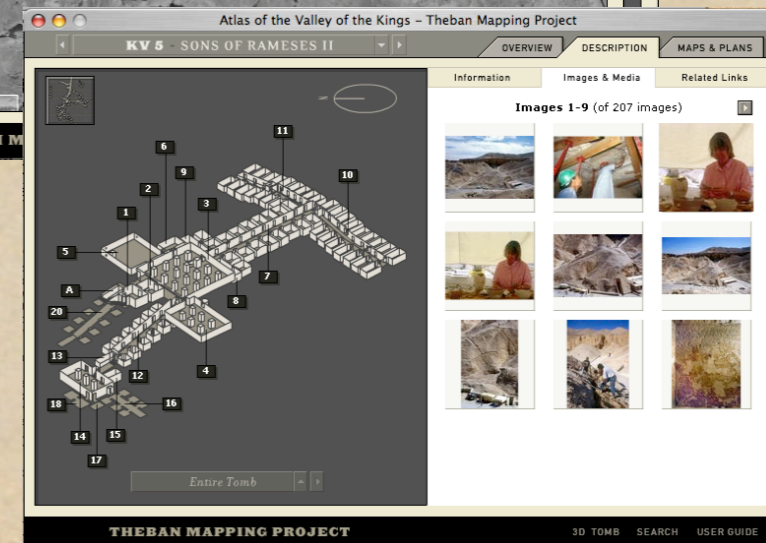 Atlas of the Valley of the Kings – Theban Mapping Project
KV 5 - SONS OF RAMESES II
OVERVIEW
DESCRIPTION
MAPS & PLANS
Information
Images & Media
Related Links
Images 1-9 (of 207 images)
11
6
10
9
2
3
1
5
7
A
8
20
13
12
4
18
16
14
15
17
Entire Tomb
THEBAN MAPPING PROJECT
3D TOMB
SEARCH
USER GUIDE